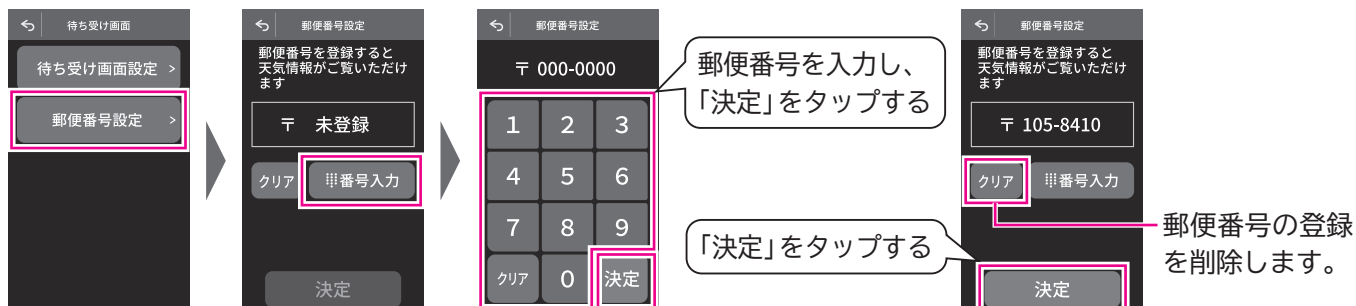 待ち受け画面
待ち受け画面設定 >
郵便番号設定 >
郵便番号設定
郵便番号を登録すると
天気情報がご覧いただけ
ます
〒 未登録
クリア
番号入力
決定
郵便番号設定
〒 000-0000
1 2 3
4 5 6
7 8 9
クリア 0 決定
郵便番号を入力し、
「決定」をタップする
「決定」をタップする
郵便番号設定
郵便番号を登録すると
天気情報がご覧いただけ
ます
〒 105-8410
クリア
番号入力
決定
郵便番号の登録
を削除します。